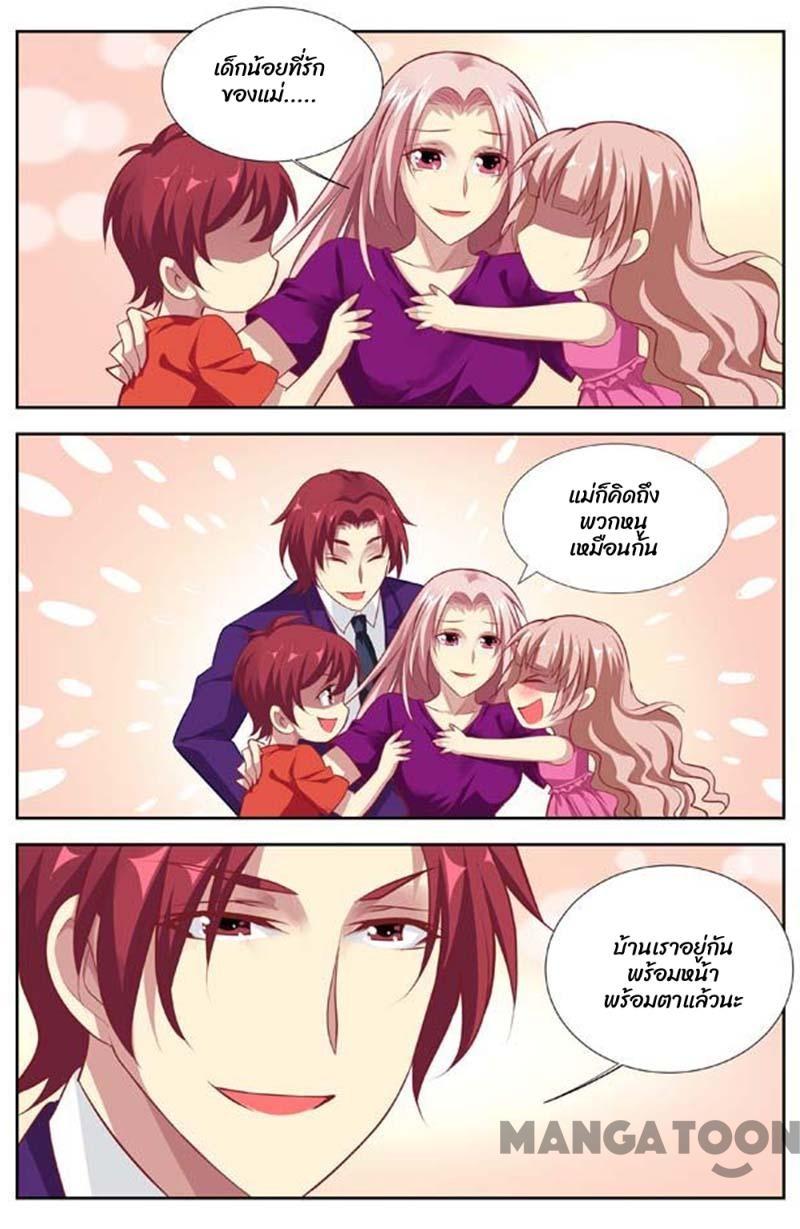 เด็กน้อยที่รัก
ของแม่.....
แม่ก็คิดถึง
พวกหนู
เหมือนกัน
บ้านเราอยู่กัน
พร้อมหน้า
พร้อมตาแล้วนะ
MANGATOON